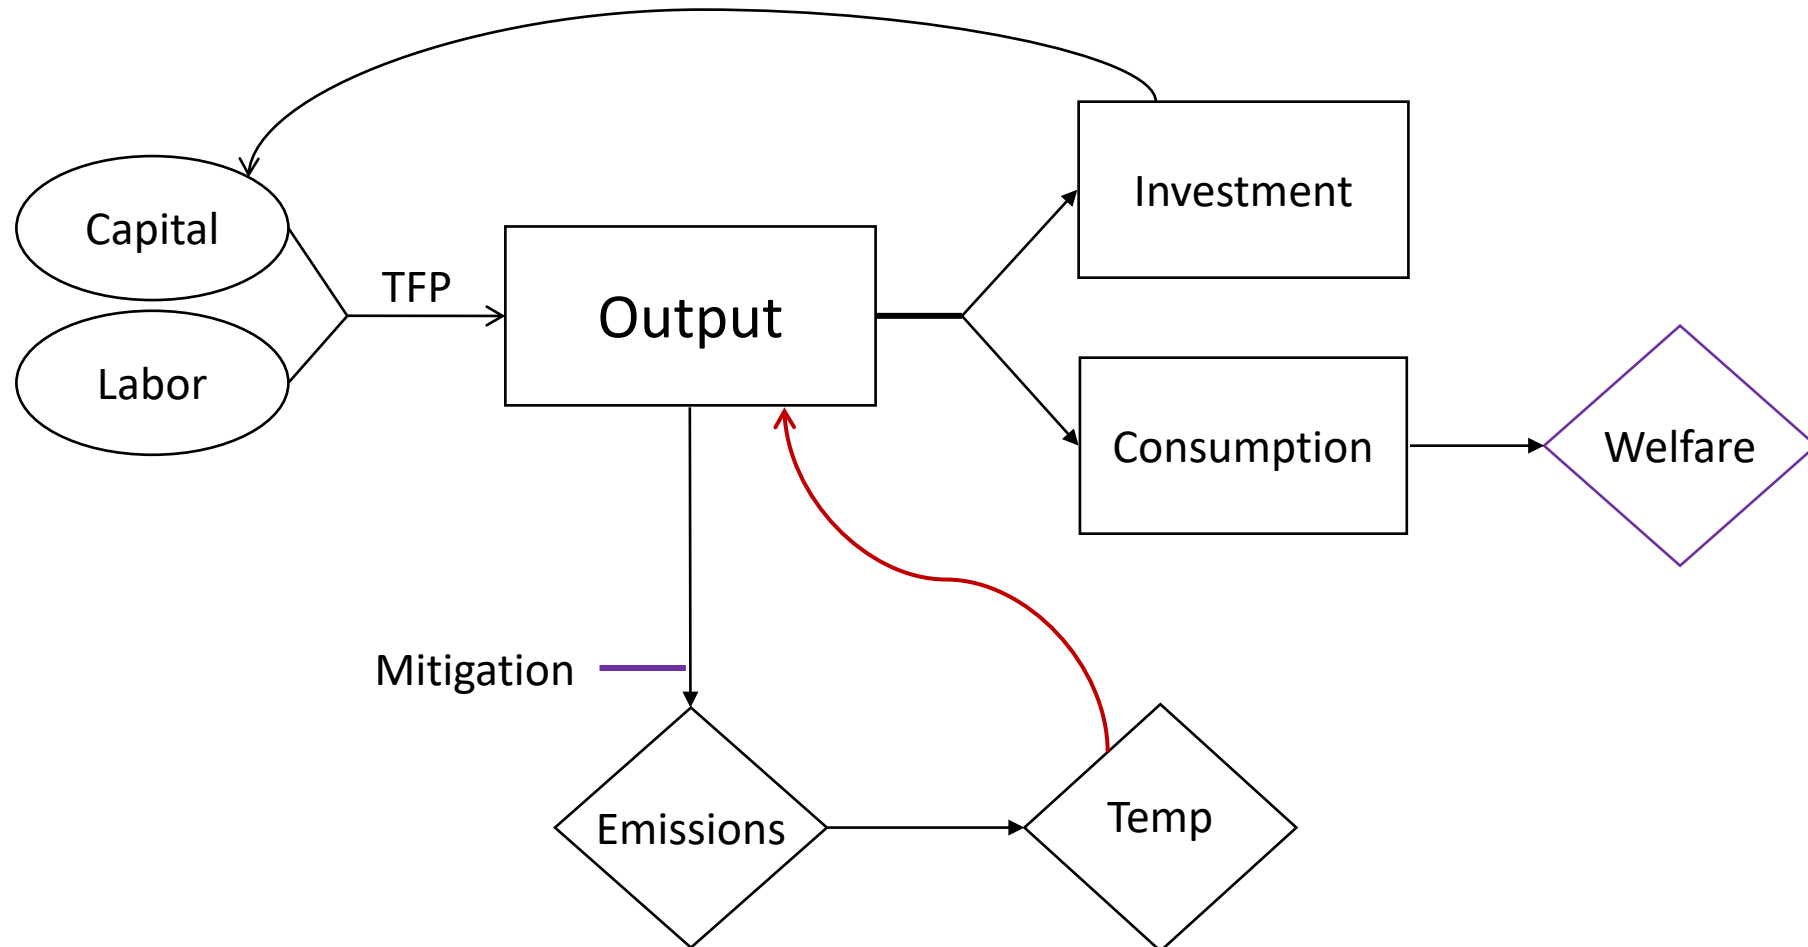 Capital
Labor
TFP
Output
Investment
Consumption
Welfare
Mitigation
Emissions
Temp